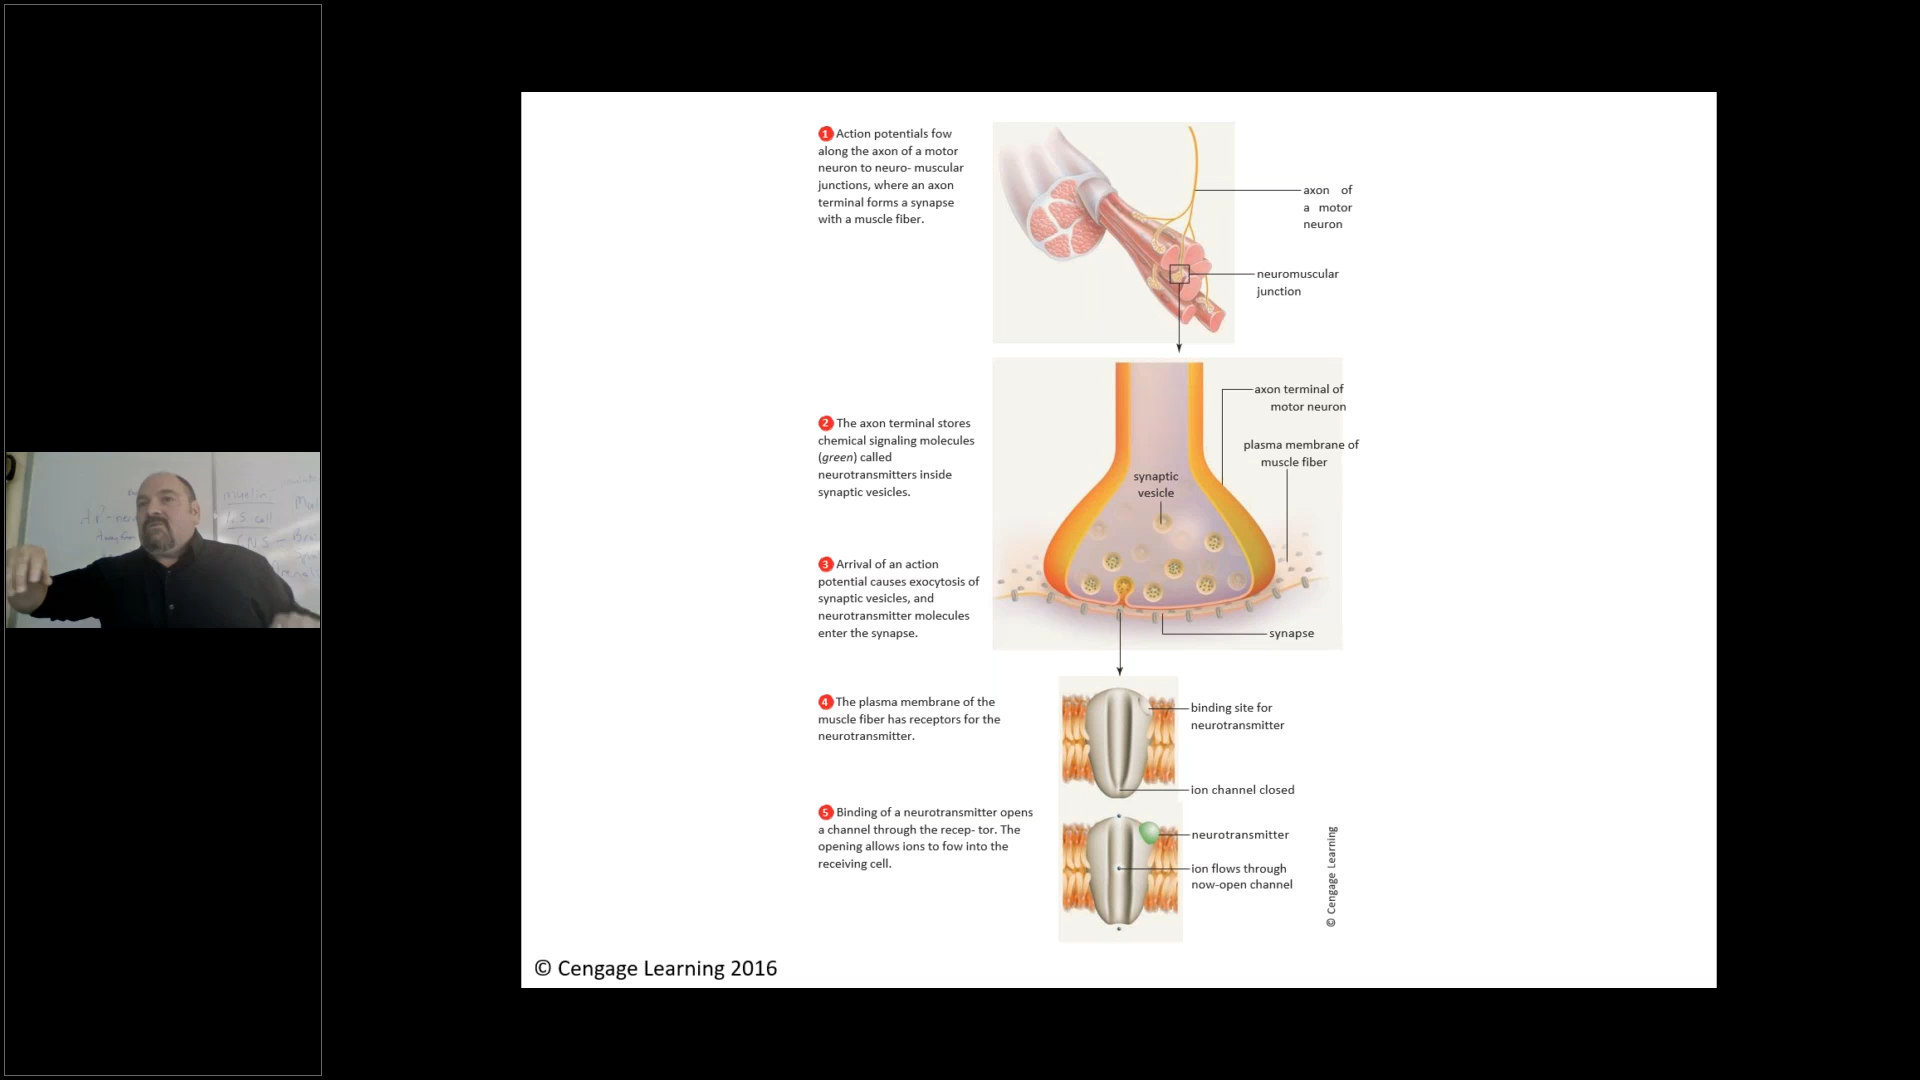 1 Action potentials fow
along the axon of a motor
neuron to neuro- muscular
junctions, where an axon
terminal forms a synapse
with a muscle fiber.
axon of
a motor
neuron
neuromuscular
junction
2 The axon terminal stores
chemical signaling molecules
(green) called
neurotransmitters inside
synaptic vesicles.
3 Arrival of an action
potential causes exocytosis of
synaptic vesicles, and
neurotransmitter molecules
enter the synapse.
axon terminal of
motor neuron
plasma membrane of
muscle fiber
synaptic
vesicle
synapse
4 The plasma membrane of the
muscle fiber has receptors for the
neurotransmitter.
binding site for
neurotransmitter
ion channel closed
5 Binding of a neurotransmitter opens
a channel through the recep- tor. The
opening allows ions to fow into the
receiving cell.
neurotransmitter
ion flows through
now-open channel
© Cengage Learning
© Cengage Learning 2016
myelin